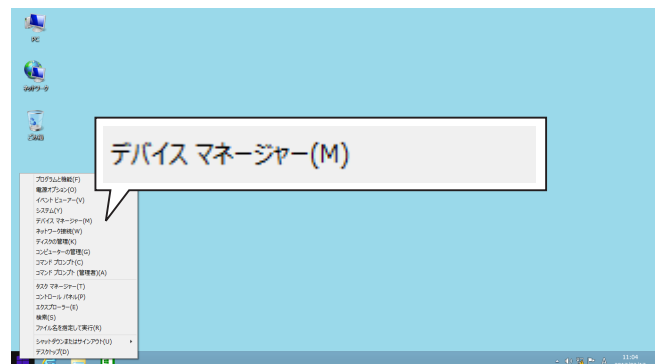 PC
ネットワーク
ごみ箱
デバイス マネージャー(M)
プログラムと機能(F)
電源オプション(O)
イベント ビューアー(V)
システム(Y)
デバイス マネージャー(M)
ネットワーク接続(W)
ディスクの管理(K)
コンピューターの管理(G)
コマンド プロンプト(C)
コマンド プロンプト (管理者)(A)
タスク マネージャー(T)
コントロール パネル(P)
エクスプローラー(E)
検索(S)
ファイル名を指定して実行(R)
シャットダウンまたはサインアウト(U)
デスクトップ(D)
11:04